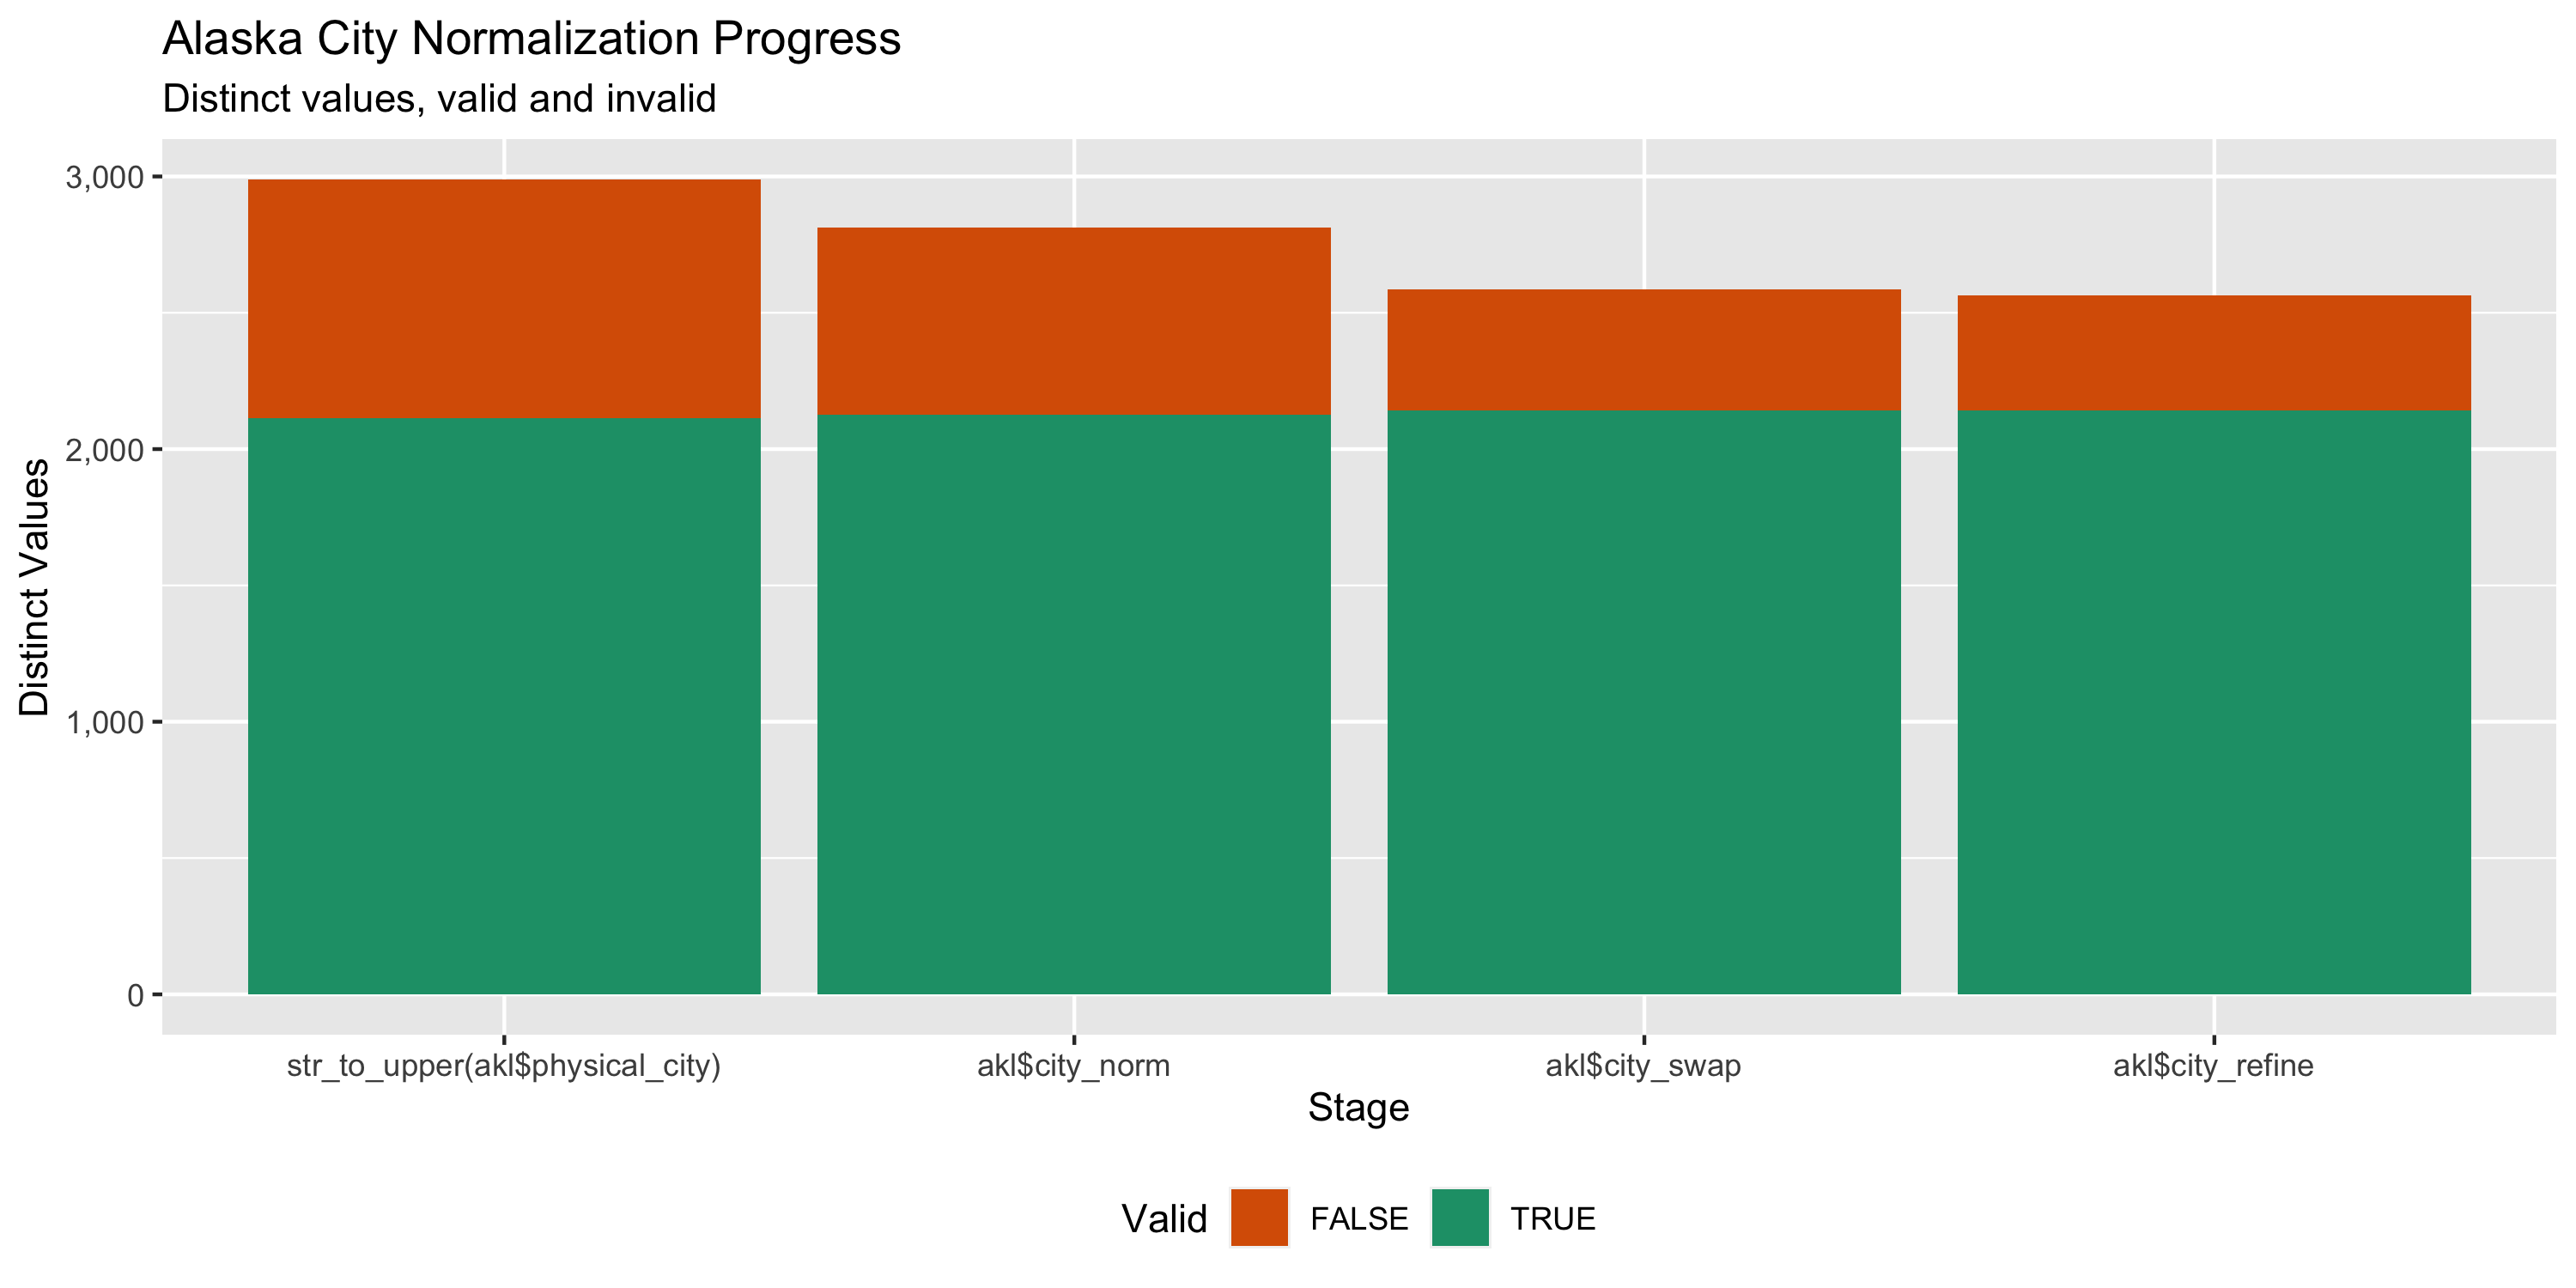 Alaska City Normalization Progress
Distinct values, valid and invalid
Distinct Values
3,000
2,000
1,000
0
str_to_upper(akl$physical_city)
akl$city_norm
akl$city_swap
akl$city_refine
Stage
Valid
FALSE
TRUE